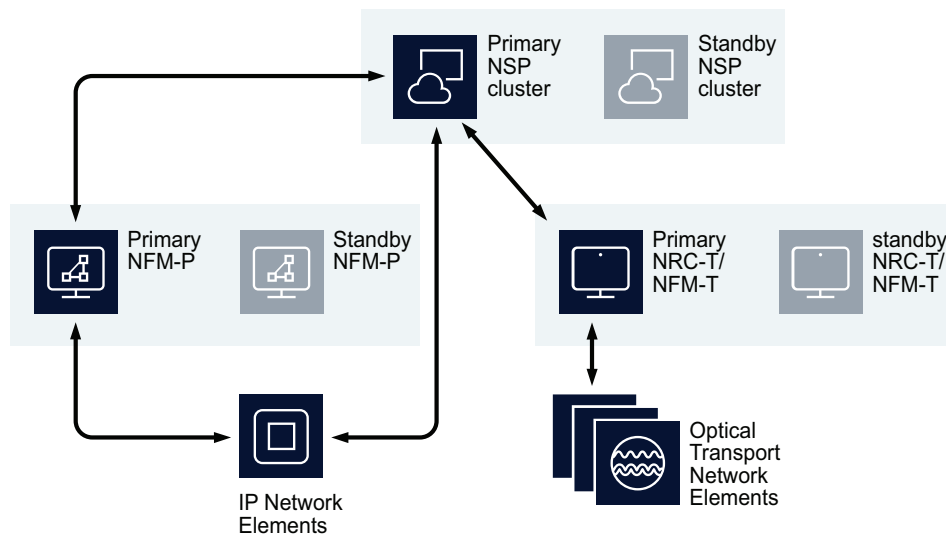 Primary
NSP
cluster
Standby
NSP
cluster
Primary
NFM-P
Standby
NFM-P
Primary
NRC-T/
NFM-T
standby
NRC-T/
NFM-T
IP Network
Elements
Optical
Transport
Network
Elements